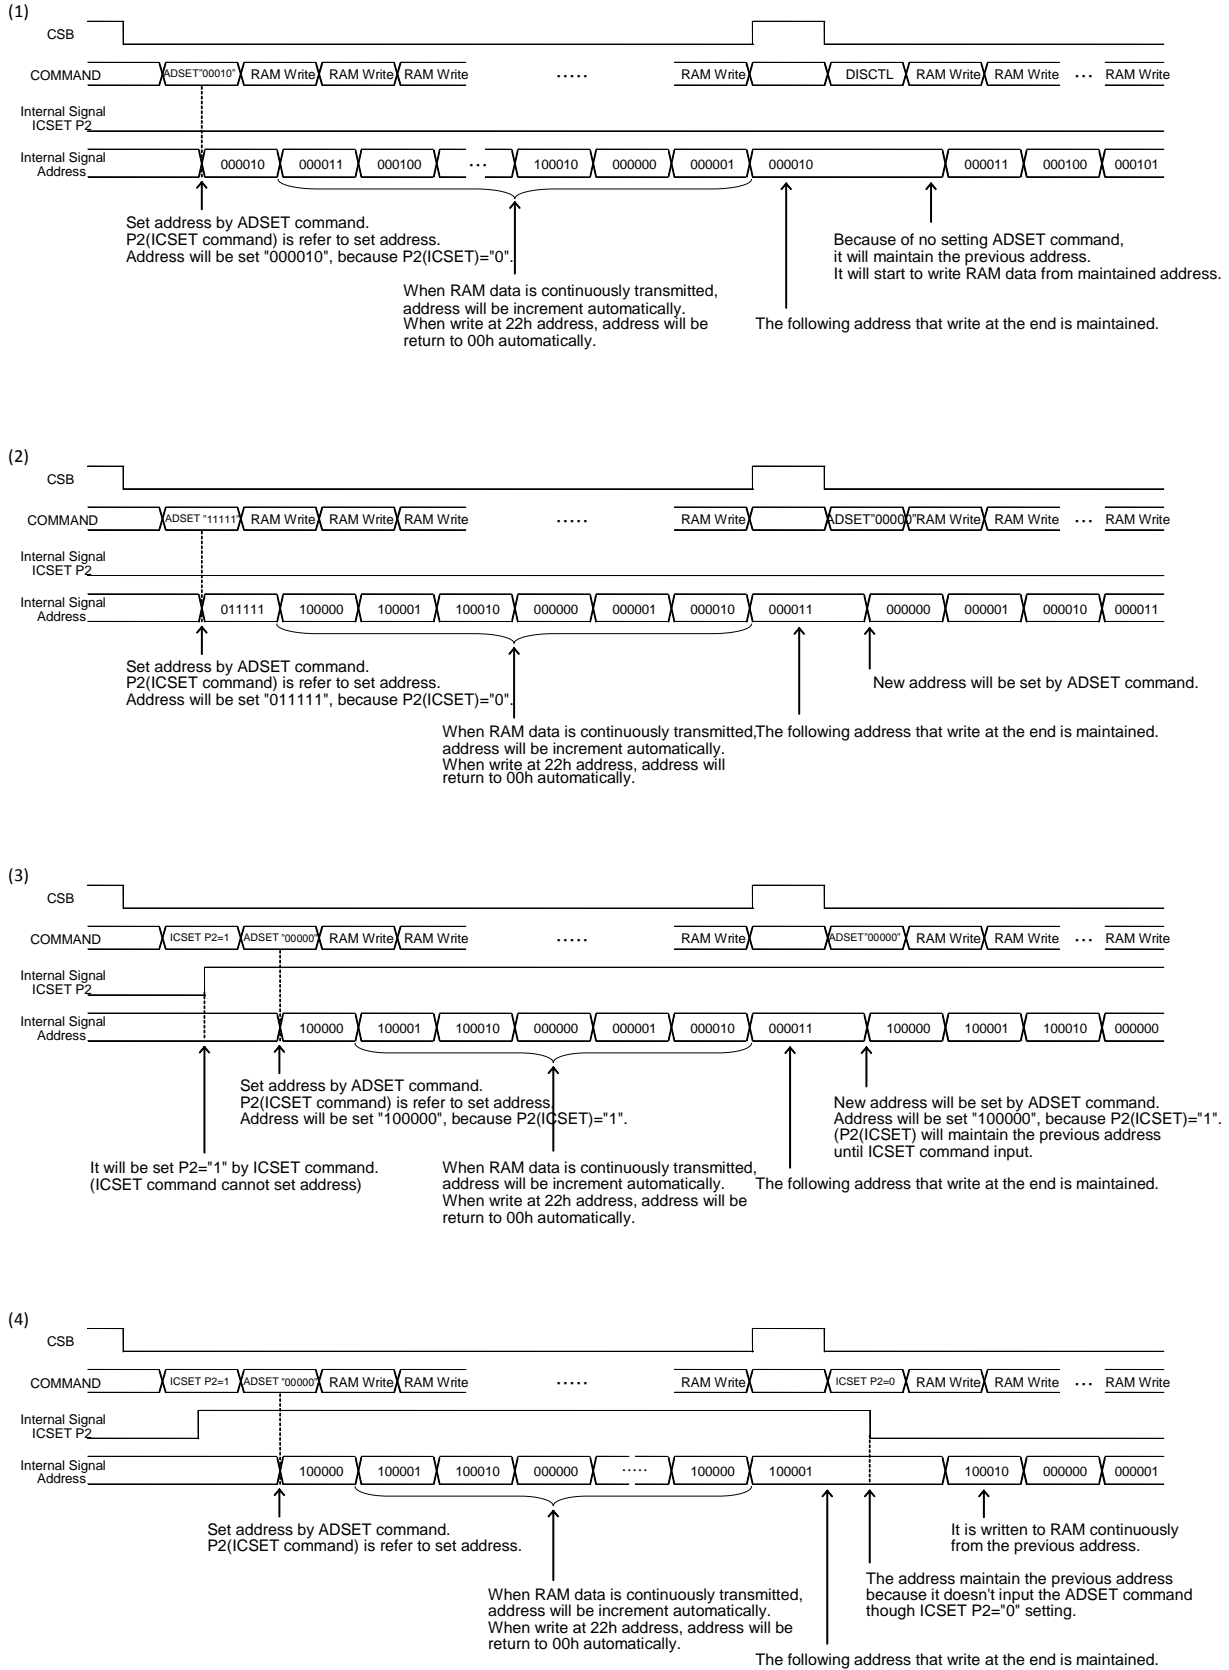 (1)
CSB
COMMAND ADSET"00010" RAM Write RAM Write RAM Write ····· RAM Write DISCTL RAM Write RAM Write ··· RAM Write
Internal Signal
ICSET P2
Internal Signal
Address
000010 000011 000100 ··· 100010 000000 000001 000010 000011 000100 000101
Set address by ADSET command.
P2(ICSET command) is refer to set address.
Address will be set "000010", because P2(ICSET)="0".
When RAM data is continuously transmitted,
address will be increment automatically.
When write at 22h address, address will be
return to 00h automatically.
Because of no setting ADSET command,
it will maintain the previous address.
It will start to write RAM data from maintained address.
The following address that write at the end is maintained.
(2)
CSB
COMMAND ADSET "11111" RAM Write RAM Write RAM Write ····· RAM Write ADSET"00000" RAM Write RAM Write ··· RAM Write
Internal Signal
ICSET P2
Internal Signal
Address
011111 100000 100001 100010 000000 000001 000010 000011 000000 000001 000010 000011
Set address by ADSET command.
P2(ICSET command) is refer to set address.
Address will be set "011111", because P2(ICSET)="0".
New address will be set by ADSET command.
When RAM data is continuously transmitted,
address will be increment automatically.
When write at 22h address, address will
return to 00h automatically.
The following address that write at the end is maintained.
(3)
CSB
COMMAND ICSET P2=1 ADSET "00000" RAM Write RAM Write ····· RAM Write ADSET"00000" RAM Write RAM Write ··· RAM Write
Internal Signal
ICSET P2
Internal Signal
Address
100000 100001 100010 000000 000001 000010 000011 100000 100001 100010 000000
Set address by ADSET command.
P2(ICSET command) is refer to set address.
Address will be set "100000", because P2(ICSET)="1".
New address will be set by ADSET command.
Address will be set "100000", because P2(ICSET)="1".
(P2(ICSET) will maintain the previous address
until ICSET command input.
It will be set P2="1" by ICSET command.
(ICSET command cannot set address)
When RAM data is continuously transmitted,
address will be increment automatically.
When write at 22h address, address will be
return to 00h automatically.
The following address that write at the end is maintained.
(4)
CSB
COMMAND ICSET P2=1 ADSET "00000" RAM Write RAM Write ····· RAM Write ICSET P2=0 RAM Write RAM Write ··· RAM Write
Internal Signal
ICSET P2
Internal Signal
Address
100000 100001 100010 000000 ····· 100000 100001 100010 000000 000001
Set address by ADSET command.
P2(ICSET command) is refer to set address.
It is written to RAM continuously
from the previous address.
When RAM data is continuously transmitted,
address will be increment automatically.
When write at 22h address, address will be
return to 00h automatically.
The address maintain the previous address
because it doesn't input the ADSET command
though ICSET P2="0" setting.
The following address that write at the end is maintained.